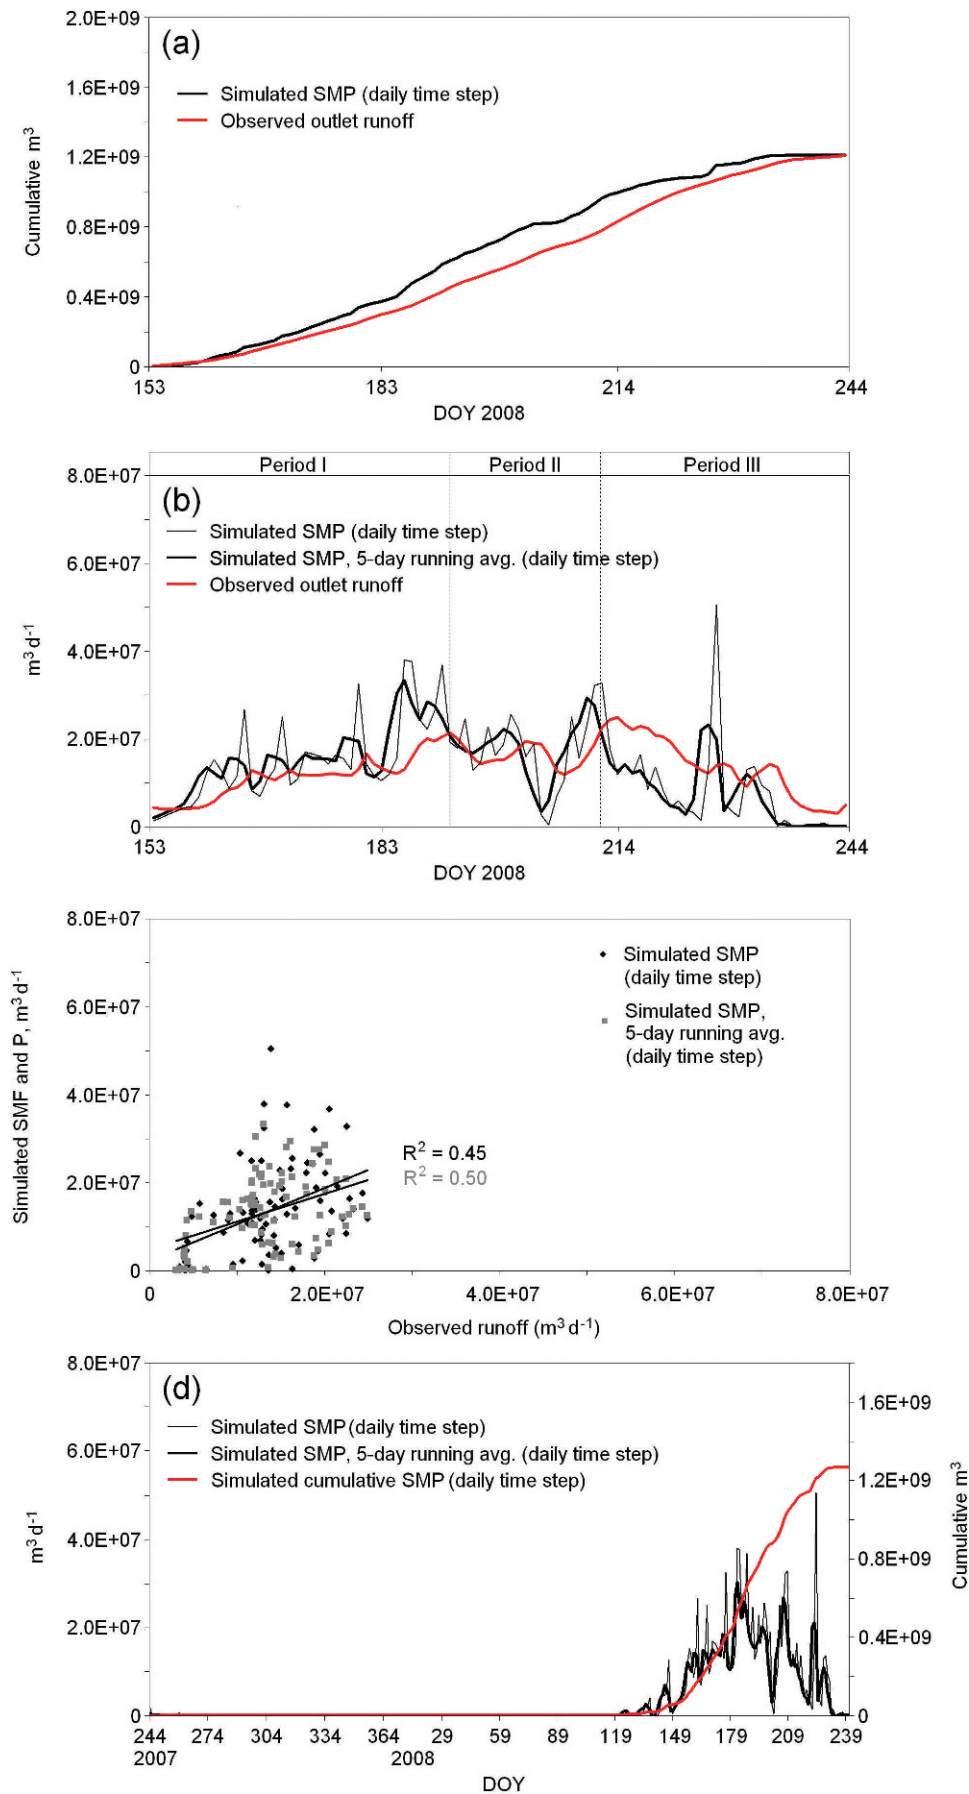 (a)
2.0E+09
1.6E+09
1.2E+09
0.8E+09
0.4E+09
0
Cumulative m³
Simulated SMP (daily time step)
Observed outlet runoff
153 183 214 244
DOY 2008
Period I Period II Period III
(b)
8.0E+07
6.0E+07
4.0E+07
2.0E+07
0
m³ d⁻¹
Simulated SMP (daily time step)
Simulated SMP, 5-day running avg. (daily time step)
Observed outlet runoff
153 183 214 244
DOY 2008
8.0E+07
6.0E+07
4.0E+07
2.0E+07
0
Simulated SMF and P, m³ d⁻¹
Simulated SMP
(daily time step)
Simulated SMP,
5-day running avg.
(daily time step)
R² = 0.45
R² = 0.50
0 2.0E+07 4.0E+07 6.0E+07 8.0E+07
Observed runoff (m³ d⁻¹)
(d)
8.0E+07
6.0E+07
4.0E+07
2.0E+07
0
m³ d⁻¹
Simulated SMP (daily time step)
Simulated SMP, 5-day running avg. (daily time step)
Simulated cumulative SMP (daily time step)
1.6E+09
1.2E+09
0.8E+09
0.4E+09
0
Cumulative m³
244 274 304 334 364 29 59 89 119 149 179 209 239
2007 2008
DOY